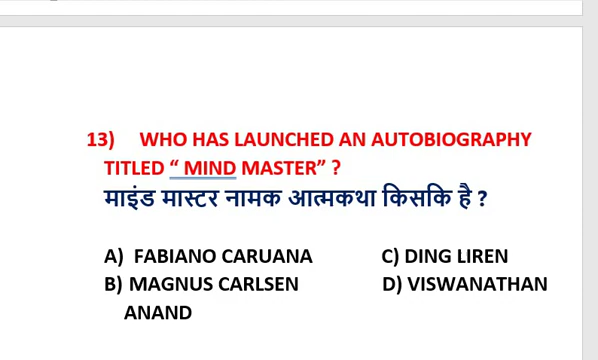 13) WHO HAS LAUNCHED AN AUTOBIOGRAPHY
TITLED “ MIND MASTER” ?
माइंड मास्टर नामक आत्मकथा किसकि है ?
A) FABIANO CARUANA C) DING LIREN
B) MAGNUS CARLSEN D) VISWANATHAN
ANAND